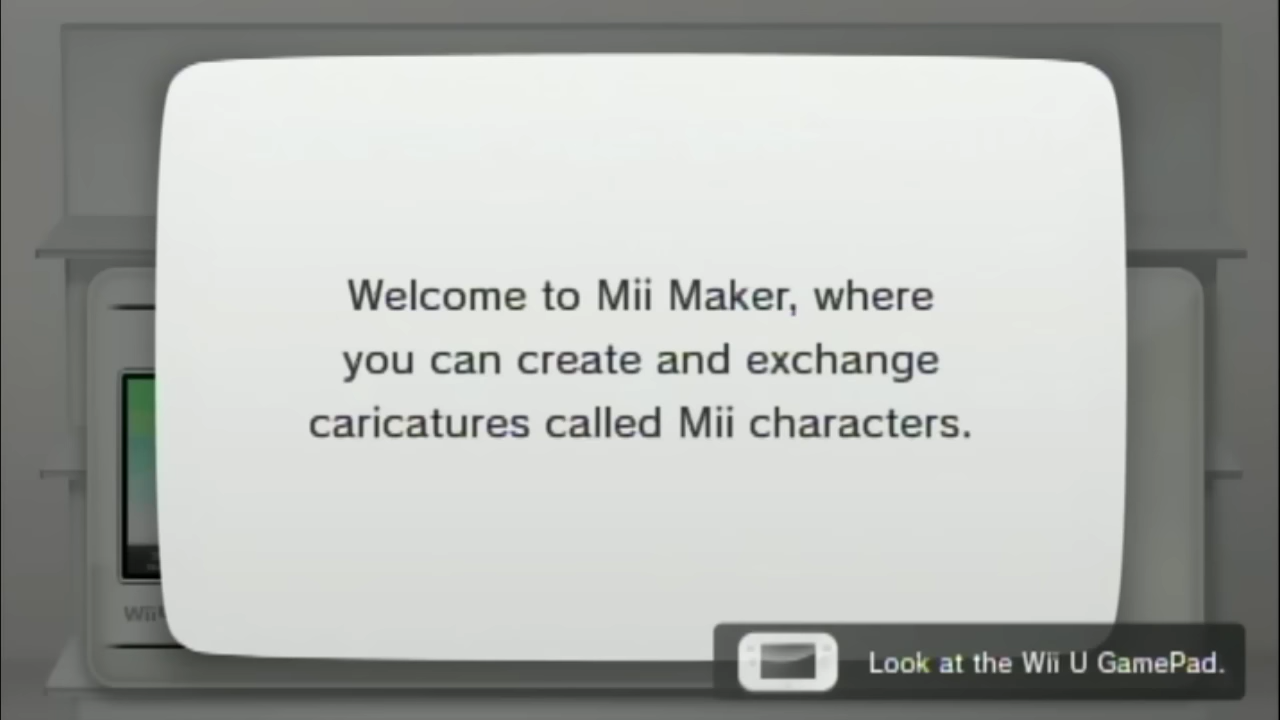 Welcome to Mii Maker, where
you can create and exchange
caricatures called Mii characters.
Wii
Look at the Wii U GamePad.